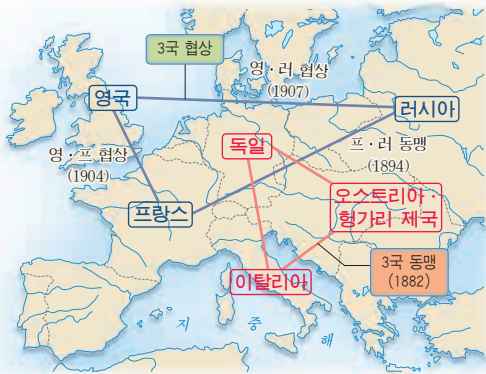 3국 협상
영·러 협상
(1907)
영국
러시아
독일
프·러 동맹
(1894)
영·프 협상
(1904)
오스트리아·
헝가리 제국
프랑스
3국 동맹
(1882)
이탈리아
지 중 해